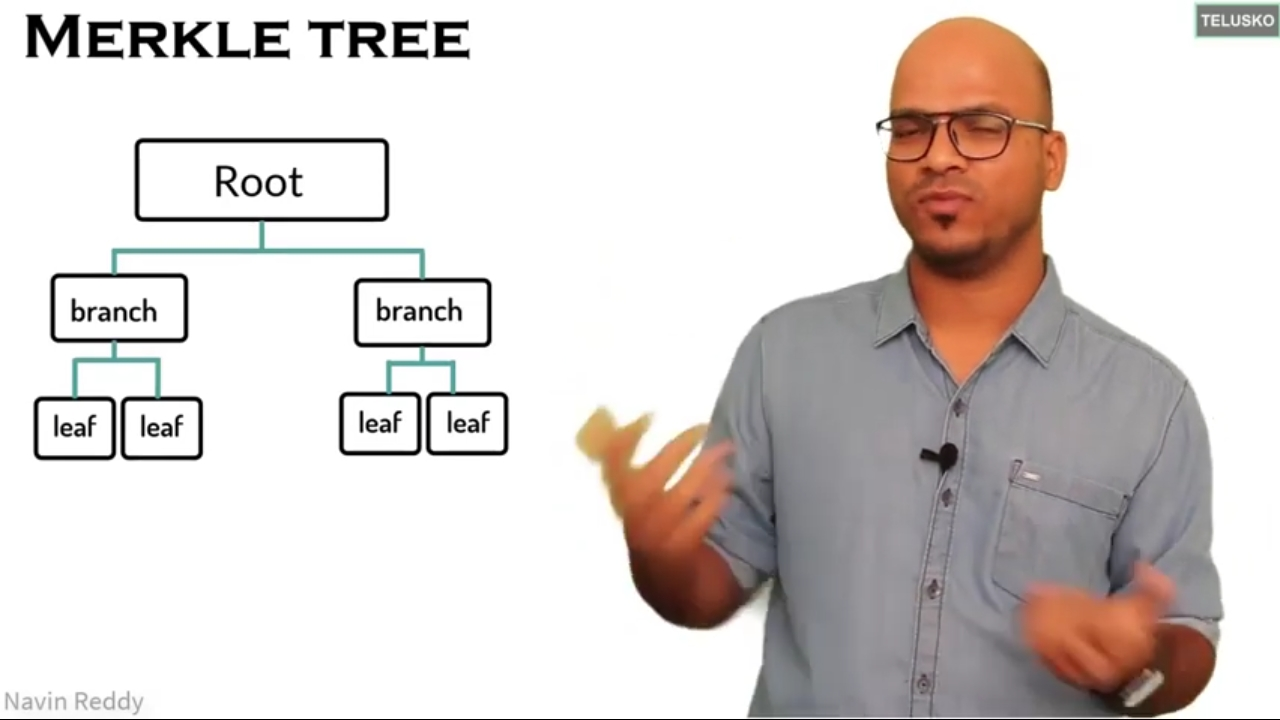 MERKLE TREE
TELUSKO
Root
branch
branch
leaf
leaf
leaf
leaf
Navin Reddy